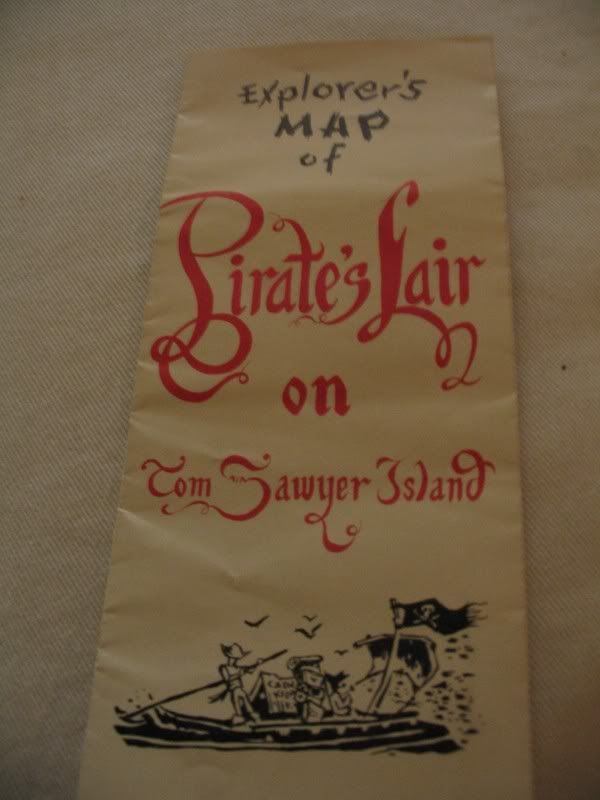 Explorer's
MAP
of
Pirate's Lair
on
Tom Sawyer Island